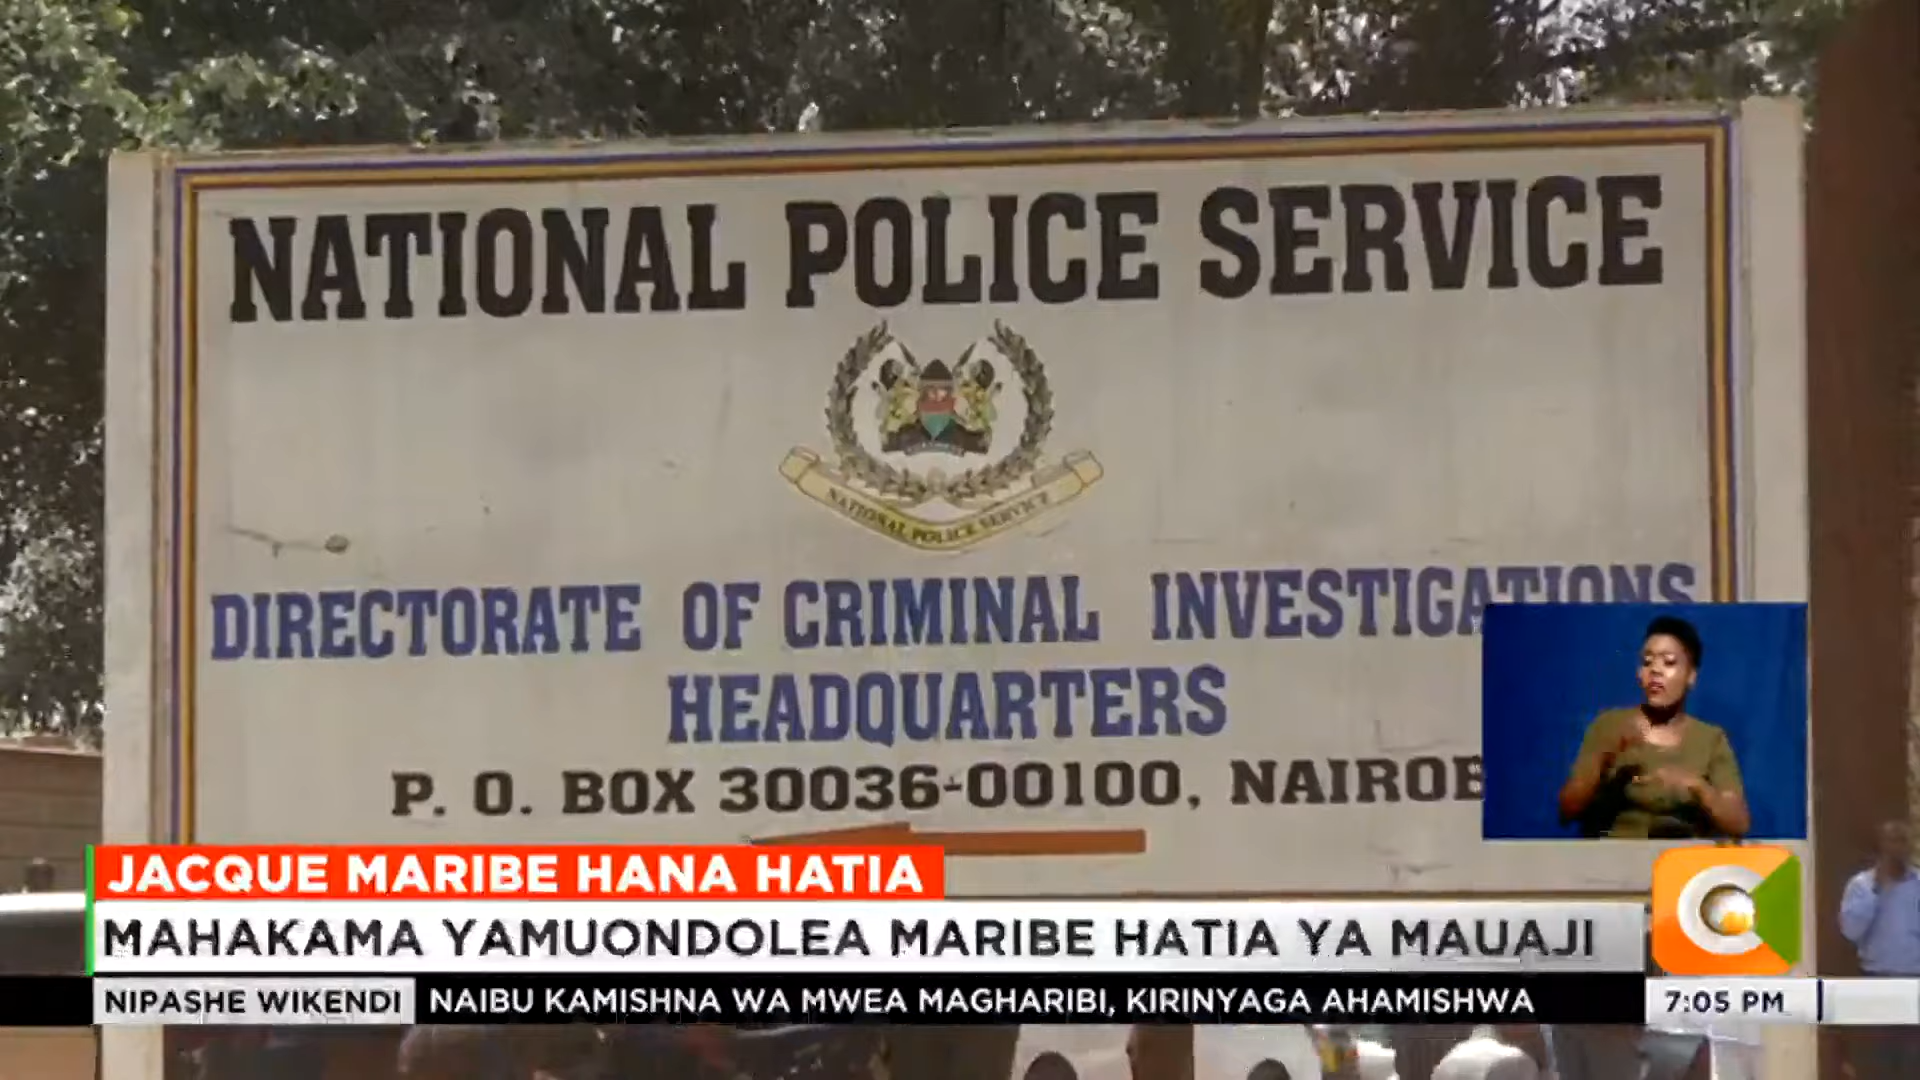 NATIONAL POLICE SERVICE
NATIONAL POLICE SERVICE
DIRECTORATE OF CRIMINAL INVESTIGATIONS
HEADQUARTERS
P. O. BOX 30036-00100, NAIROB
JACQUE MARIBE HANA HATIA
MAHAKAMA YAMUONDOLEA MARIBE HATIA YA MAUAJI
NIPASHE WIKENDI
NAIBU KAMISHNA WA MWEA MAGHARIBI, KIRINYAGA AHAMISHWA
7:05 PM